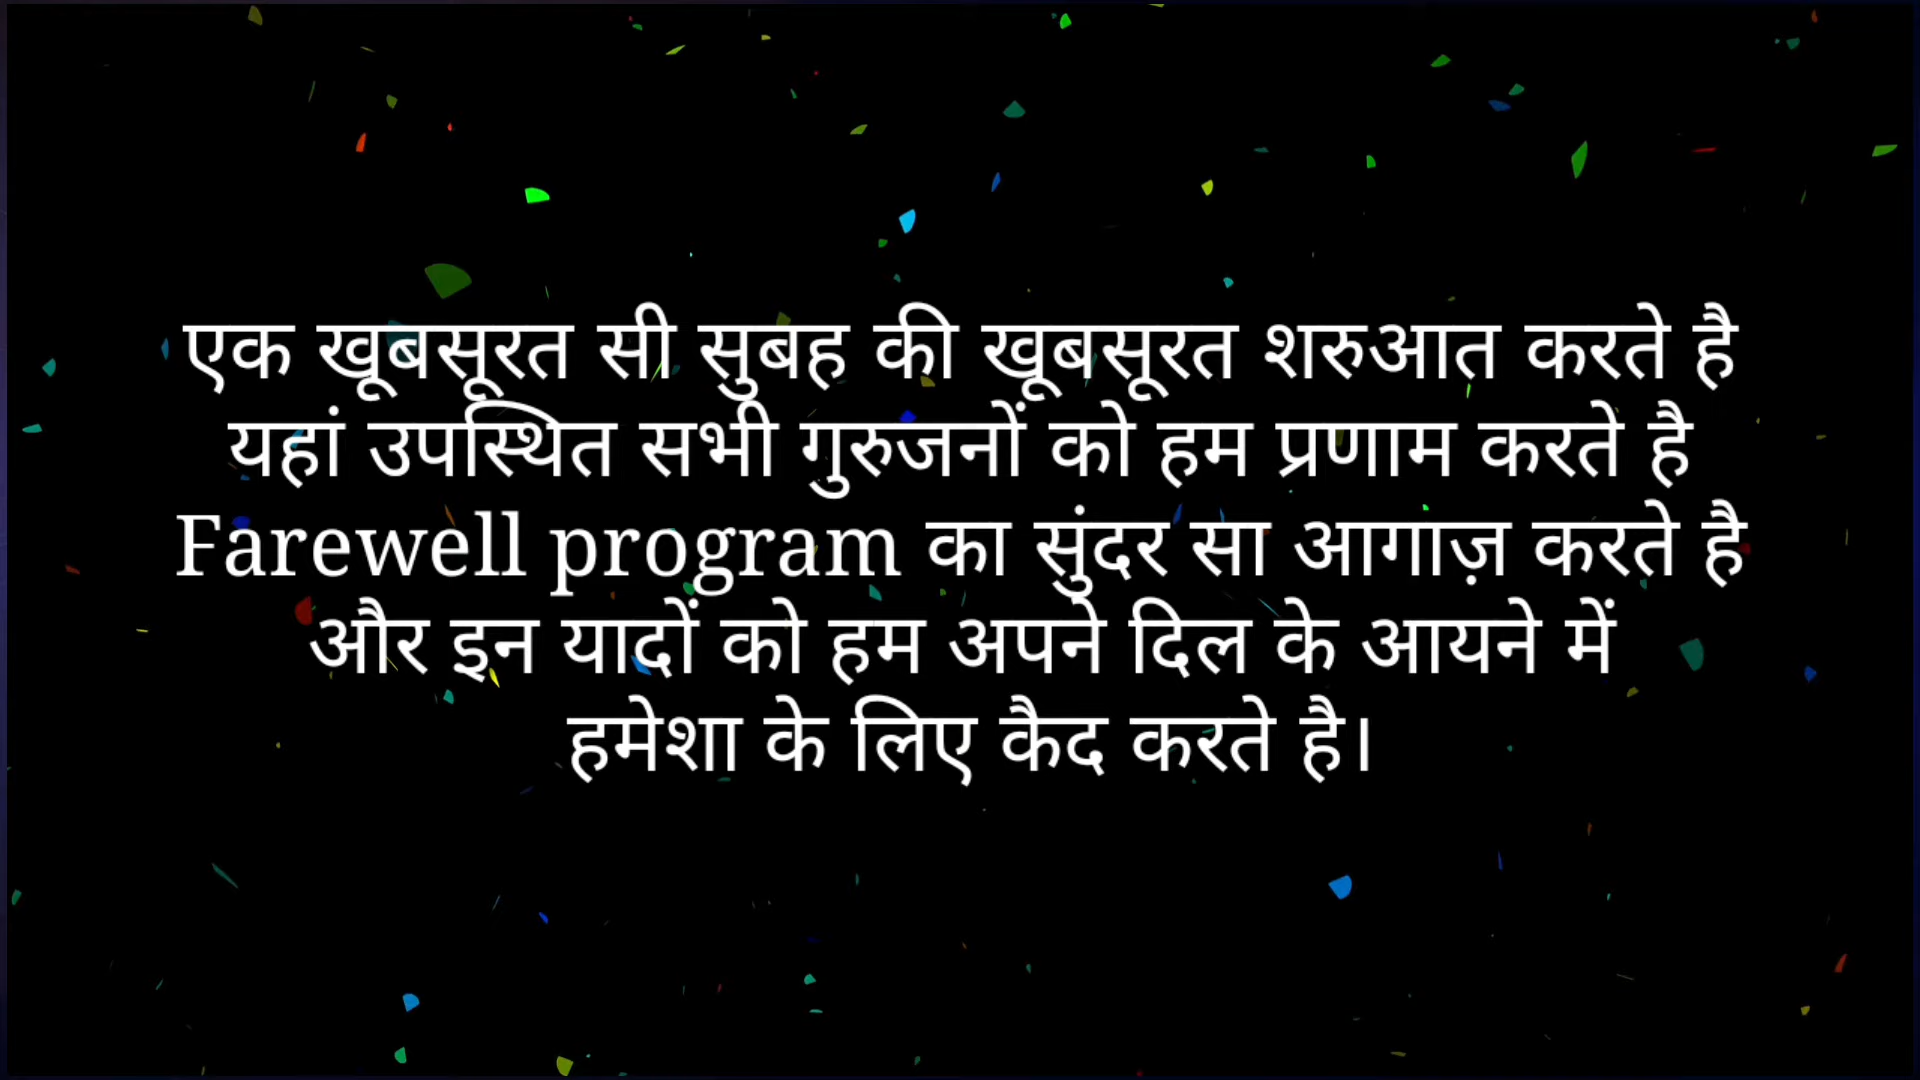 एक खूबसूरत सी सुबह की खूबसूरत शरुआत करते है
यहां उपस्थित सभी गुरुजनों को हम प्रणाम करते है
Farewell program का सुंदर सा आगाज़ करते है
और इन यादों को हम अपने दिल के आयने में
हमेशा के लिए कैद करते है।